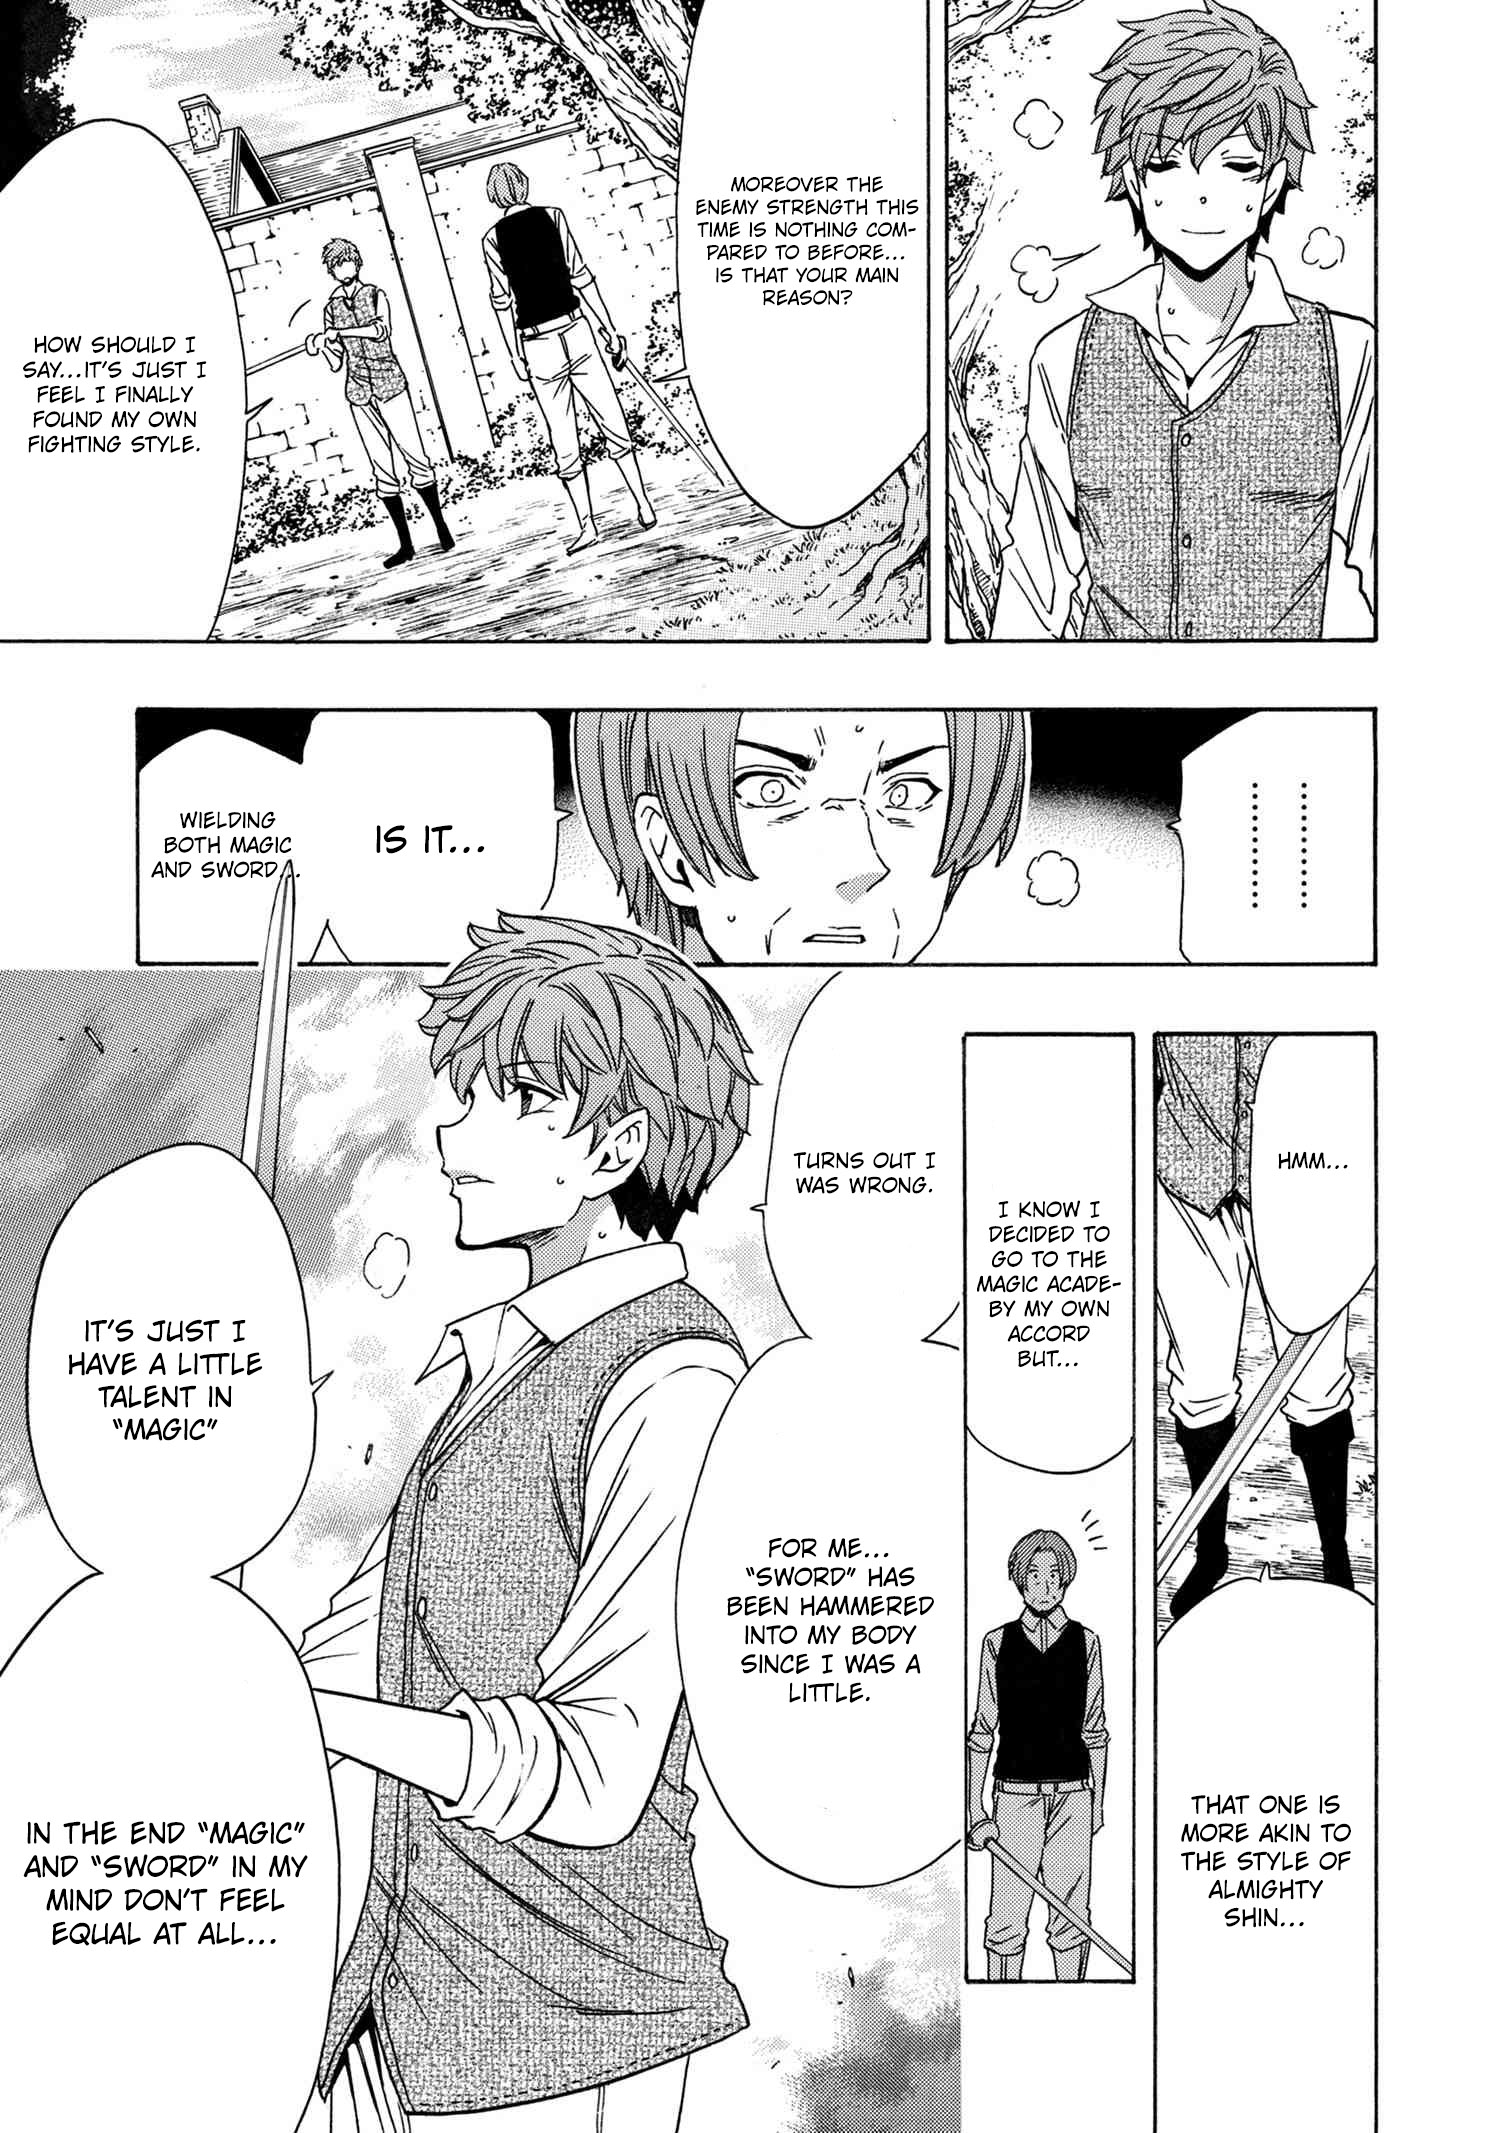 MOREOVER THE
ENEMY STRENGTH THIS
TIME IS NOTHING COM-
PARED TO BEFORE...
IS THAT YOUR MAIN
REASON?
HOW SHOULD I
SAY...IT'S JUST I
FEEL I FINALLY
FOUND MY OWN
FIGHTING STYLE.
IS IT...
WIELDING
BOTH MAGIC
AND SWORD...
HMM...
THAT ONE IS
MORE AKIN TO
THE STYLE OF
ALMIGHTY
SHIN...
I KNOW I
DECIDED TO
GO TO THE
MAGIC ACADE-
BY MY OWN
ACCORD
BUT...
TURNS OUT I
WAS WRONG.
FOR ME...
"SWORD" HAS
BEEN HAMMERED
INTO MY BODY
SINCE I WAS A
LITTLE.
IT'S JUST I
HAVE A LITTLE
TALENT IN
"MAGIC"
IN THE END "MAGIC"
AND "SWORD" IN MY
MIND DON'T FEEL
EQUAL AT ALL...